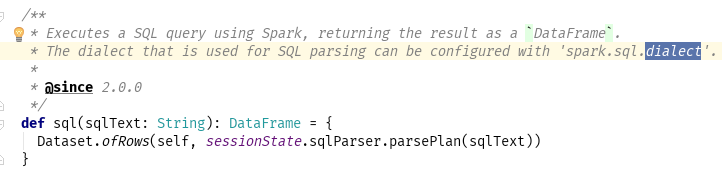 /**
 * Executes a SQL query using Spark, returning the result as a `DataFrame`.
 * The dialect that is used for SQL parsing can be configured with 'spark.sql.dialect'.
 *
 * @since 2.0.0
 */
def sql(sqlText: String): DataFrame = {
  Dataset.ofRows(self, sessionState.sqlParser.parsePlan(sqlText))
}